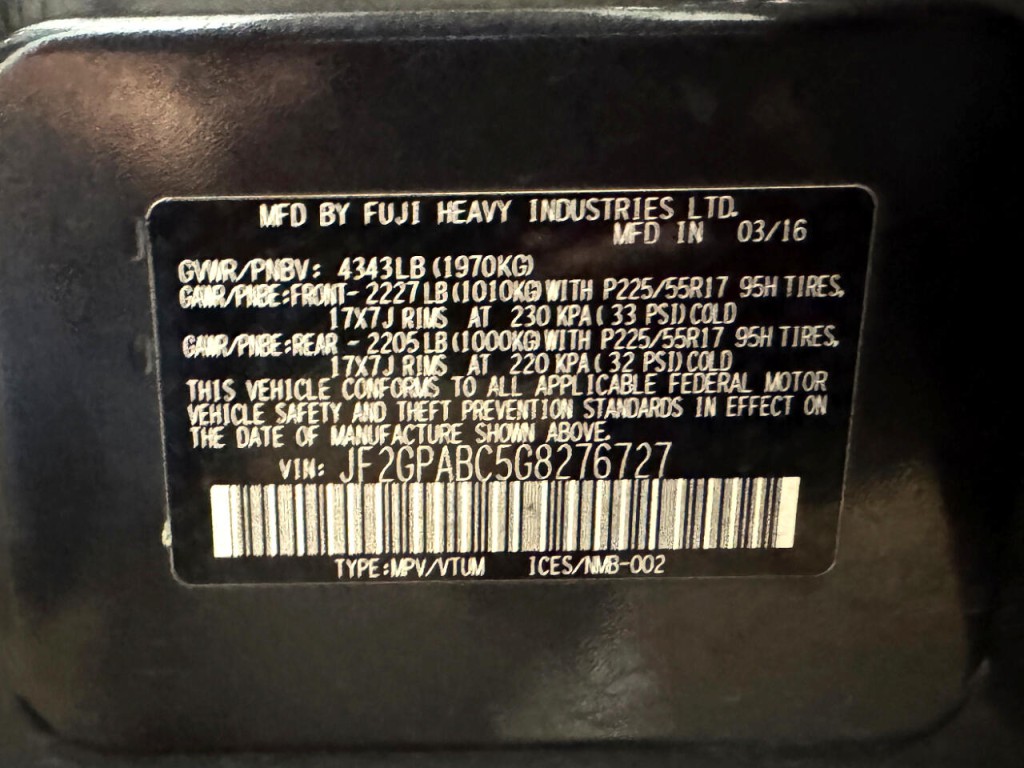 MFD BY FUJI HEAVY INDUSTRIES LTD.
MFD IN 03/16
GVWR/PNBV: 4343LB(1970KG)
GAWR/PNBE:FRONT- 2227LB(1010KG)WITH P225/55R17 95H TIRES,
17X7J RIMS AT 230 KPA( 33 PSI)COLD
GAWR/PNBE:REAR - 2205LB(1000KG)WITH P225/55R17 95H TIRES,
17X7J RIMS AT 220 KPA( 32 PSI)COLD
THIS VEHICLE CONFORMS TO ALL APPLICABLE FEDERAL MOTOR
VEHICLE SAFETY AND THEFT PREVENTION STANDARDS IN EFFECT ON
THE DATE OF MANUFACTURE SHOWN ABOVE.
VIN: JF2GPABC5G8276727
TYPE:MPV/VTUM ICES/NMB-002